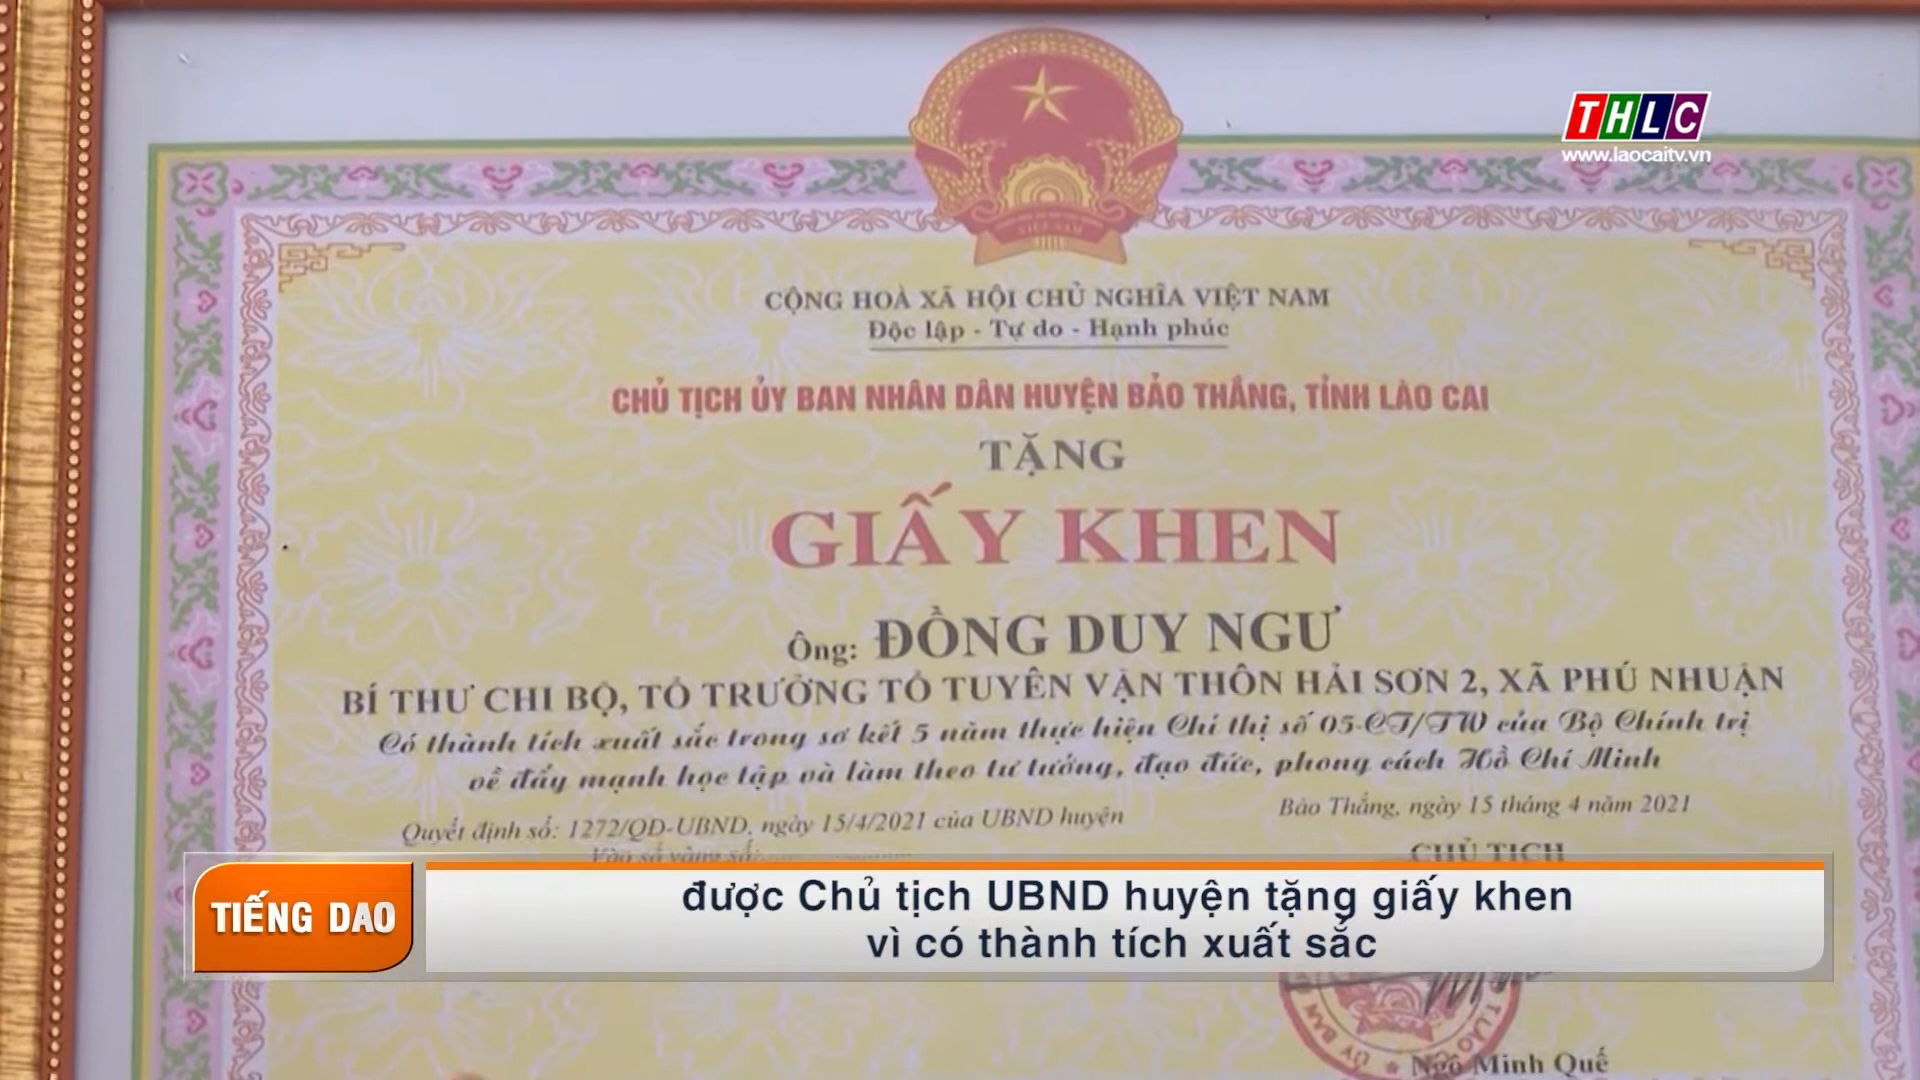 THLC
www.laocaitv.vn
VIỆT NAM
CỘNG HOÀ XÃ HỘI CHỦ NGHĨA VIỆT NAM
Độc lập - Tự do - Hạnh phúc
CHỦ TỊCH ỦY BAN NHÂN DÂN HUYỆN BẢO THẮNG, TỈNH LÀO CAI
TẶNG
GIẤY KHEN
Ông: ĐỒNG DUY NGƯ
BÍ THƯ CHI BỘ, TỔ TRƯỞNG TỔ TUYÊN VẬN THÔN HẢI SƠN 2, XÃ PHÚ NHUẬN
Có thành tích xuất sắc trong sơ kết 5 năm thực hiện Chỉ thị số 05-CT/TW của Bộ Chính trị
về đẩy mạnh học tập và làm theo tư tưởng, đạo đức, phong cách Hồ Chí Minh
Quyết định số: 1272/QĐ-UBND, ngày 15/4/2021 của UBND huyện
Bảo Thắng, ngày 15 tháng 4 năm 2021
Vào sổ vàng số:
CHỦ TỊCH
TIẾNG DAO
được Chủ tịch UBND huyện tặng giấy khen
vì có thành tích xuất sắc
Ngô Minh Quế